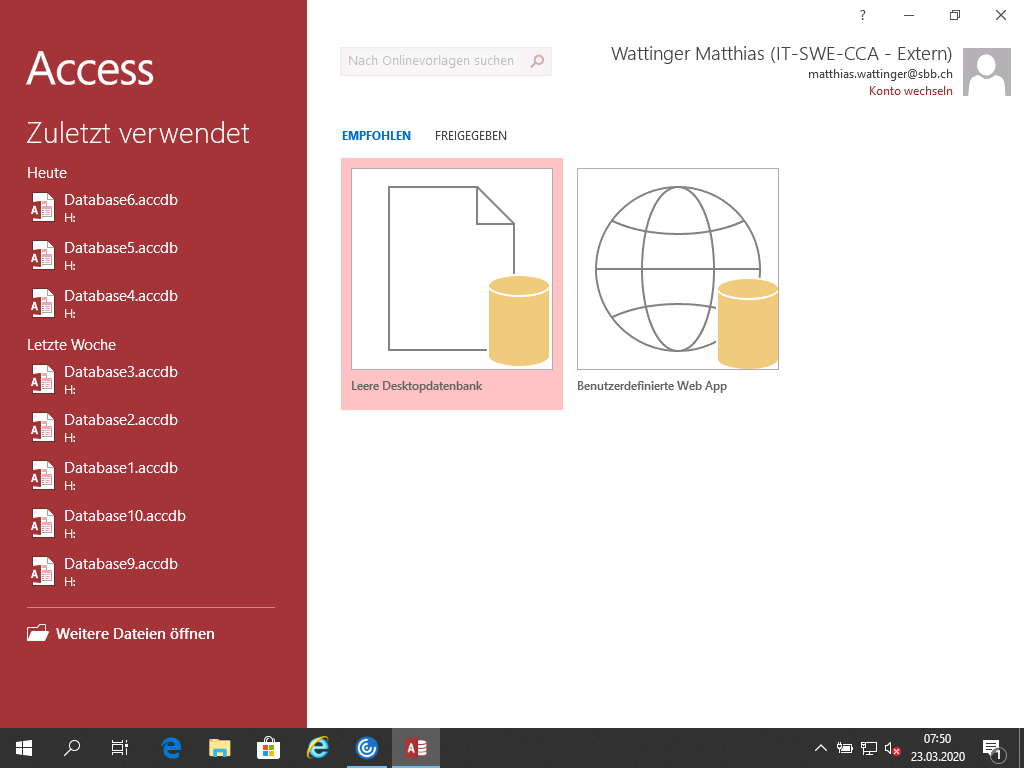 Access
Zuletzt verwendet
Heute
Database6.accdb
H:
Database5.accdb
H:
Database4.accdb
H:
Letzte Woche
Database3.accdb
H:
Database2.accdb
H:
Database1.accdb
H:
Database10.accdb
H:
Database9.accdb
H:
Weitere Dateien öffnen
?
Nach Onlinevorlagen suchen
Wattinger Matthias (IT-SWE-CCA - Extern)
matthias.wattinger@sbb.ch
Konto wechseln
EMPFOHLEN FREIGEGEBEN
Leere Desktopdatenbank
Benutzerdefinierte Web App
07:50
23.03.2020
1